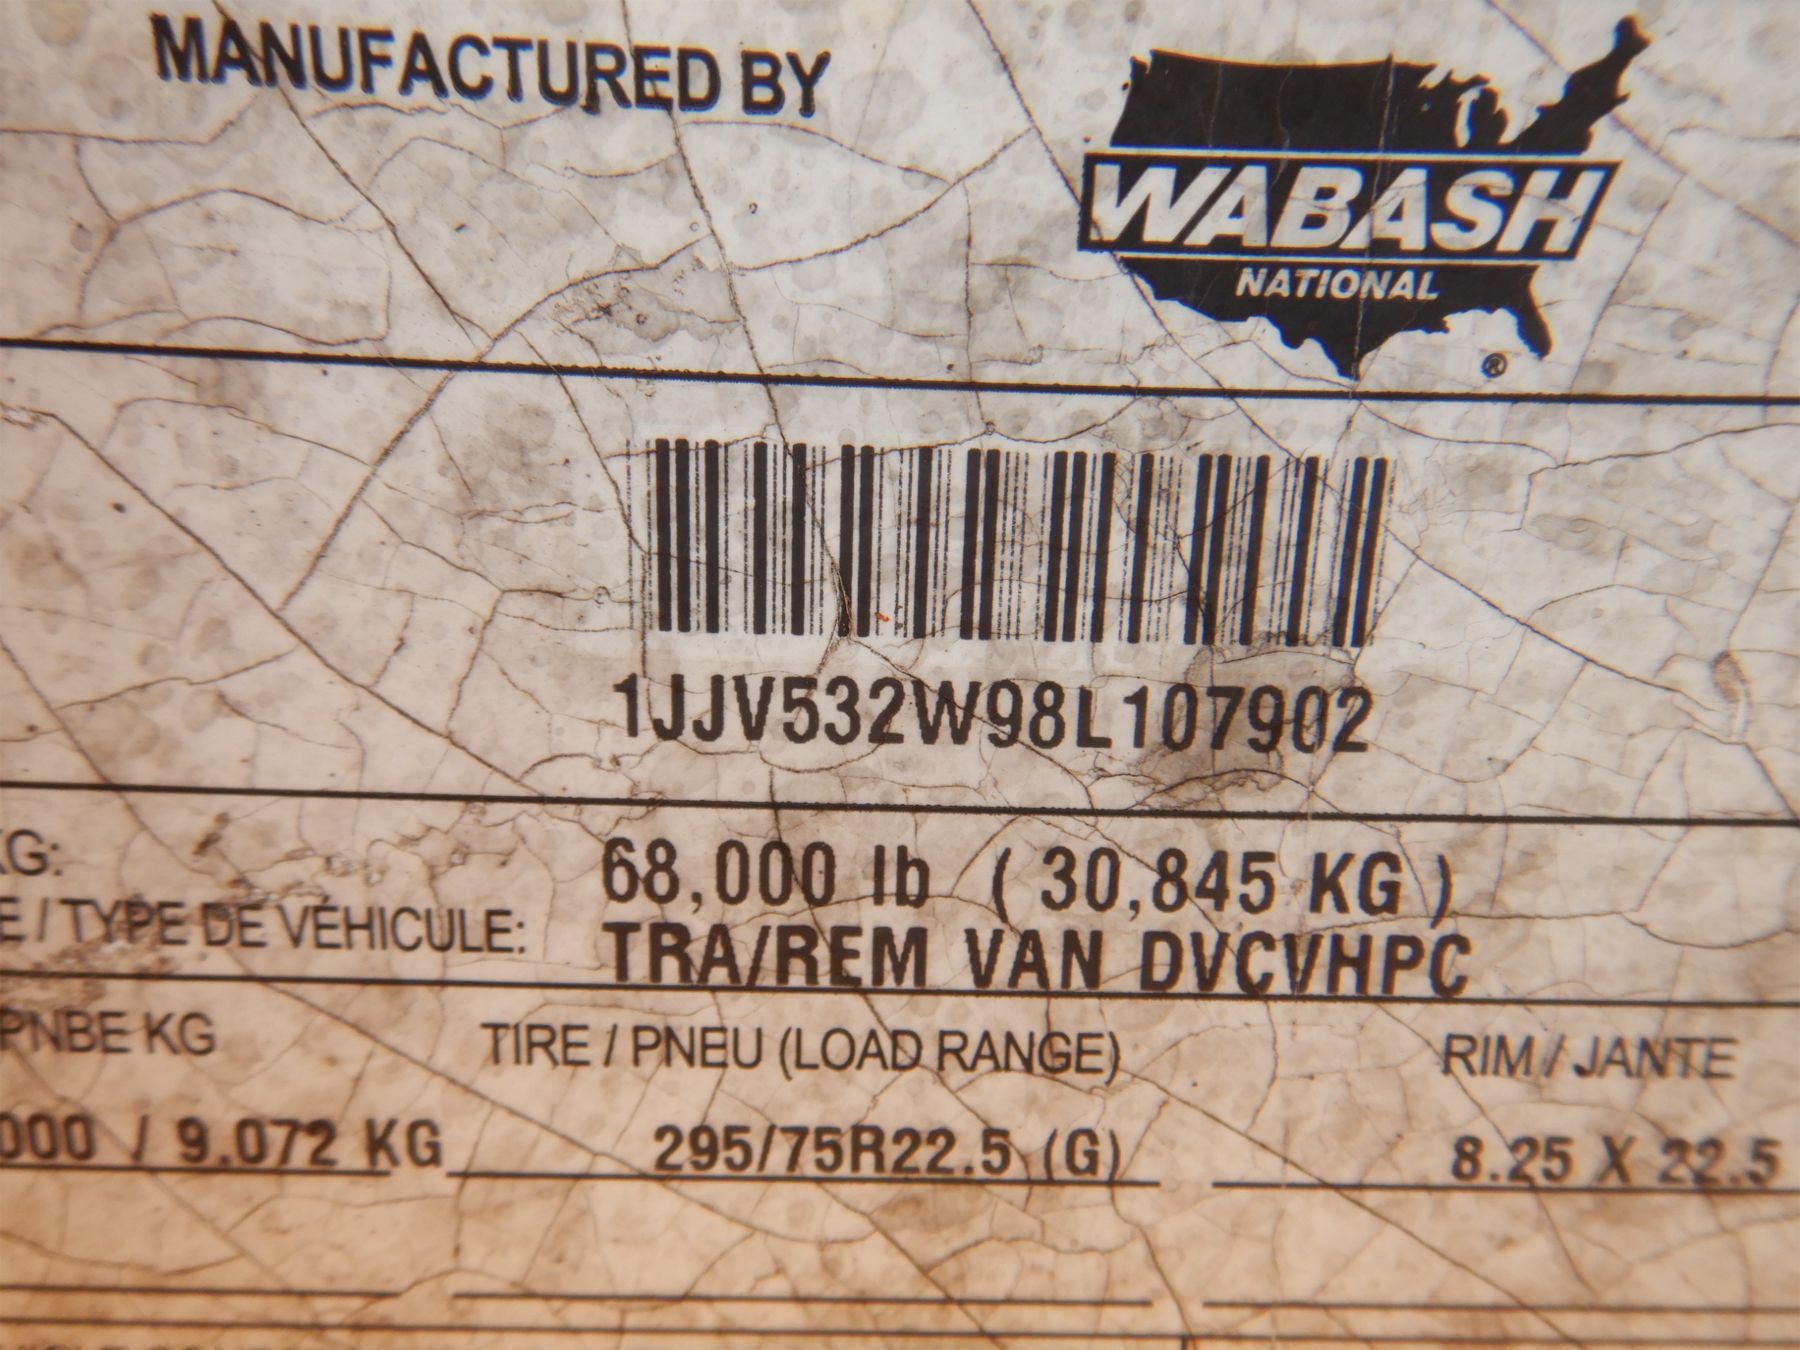 MANUFACTURED BY
WABASH
NATIONAL
®
1JJV532W98L107902
KG: 68,000 lb ( 30,845 KG )
E / TYPE DE VÉHICULE: TRA/REM VAN DVCVHPC
PNBE KG TIRE / PNEU (LOAD RANGE) RIM / JANTE
000 / 9.072 KG 295/75R22.5 (G) 8.25 X 22.5